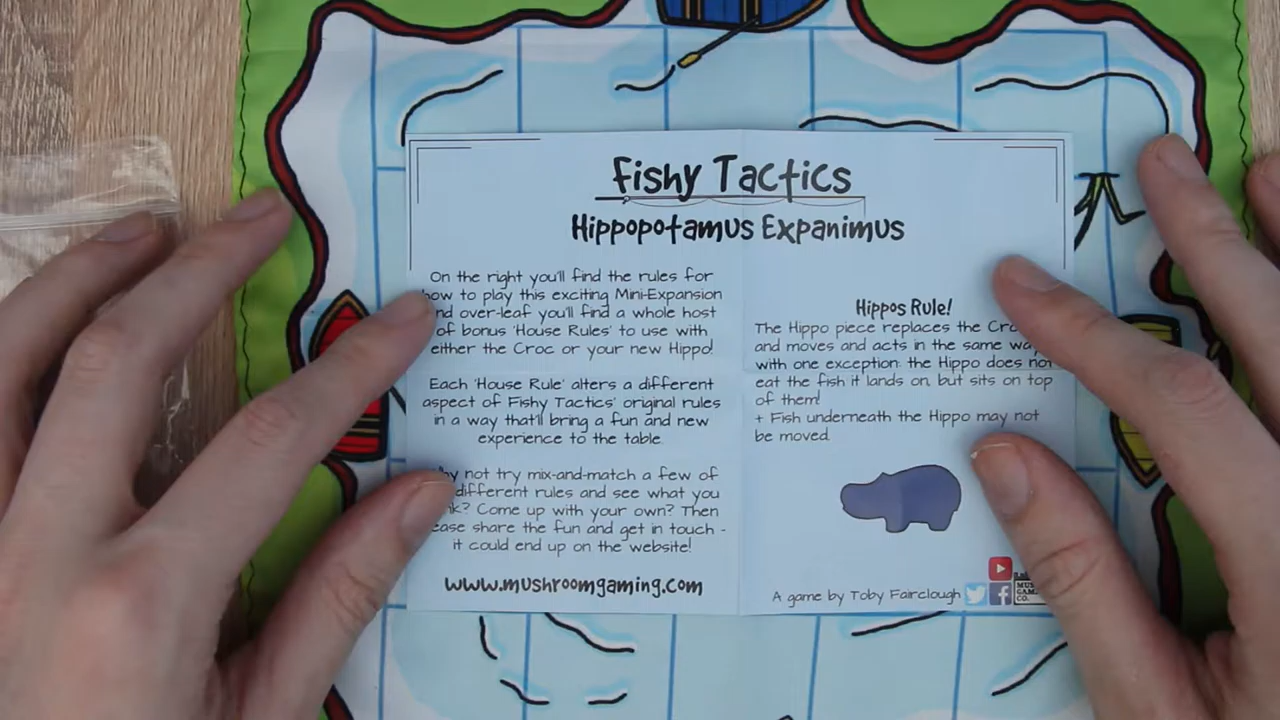 Fishy Tactics
Hippopotamus Expanimus
On the right you'll find the rules for
how to play this exciting Mini-Expansion
and over-leaf you'll find a whole host
of bonus 'House Rules' to use with
either the Croc or your new Hippo!
Each 'House Rule' alters a different
aspect of Fishy Tactics' original rules
in a way that'll bring a fun and new
experience to the table.
not try mix-and-match a few of
different rules and see what you
Come up with your own? Then
share the fun and get in touch -
it could end up on the website!
www.mushroomgaming.com
Hippos Rule!
The Hippo piece replaces the
and moves and acts in the same way
with one exception: the Hippo does not
eat the fish it lands on, but sits on top
of them!
+ Fish underneath the Hippo may not
be moved.
A game by Toby Fairclough